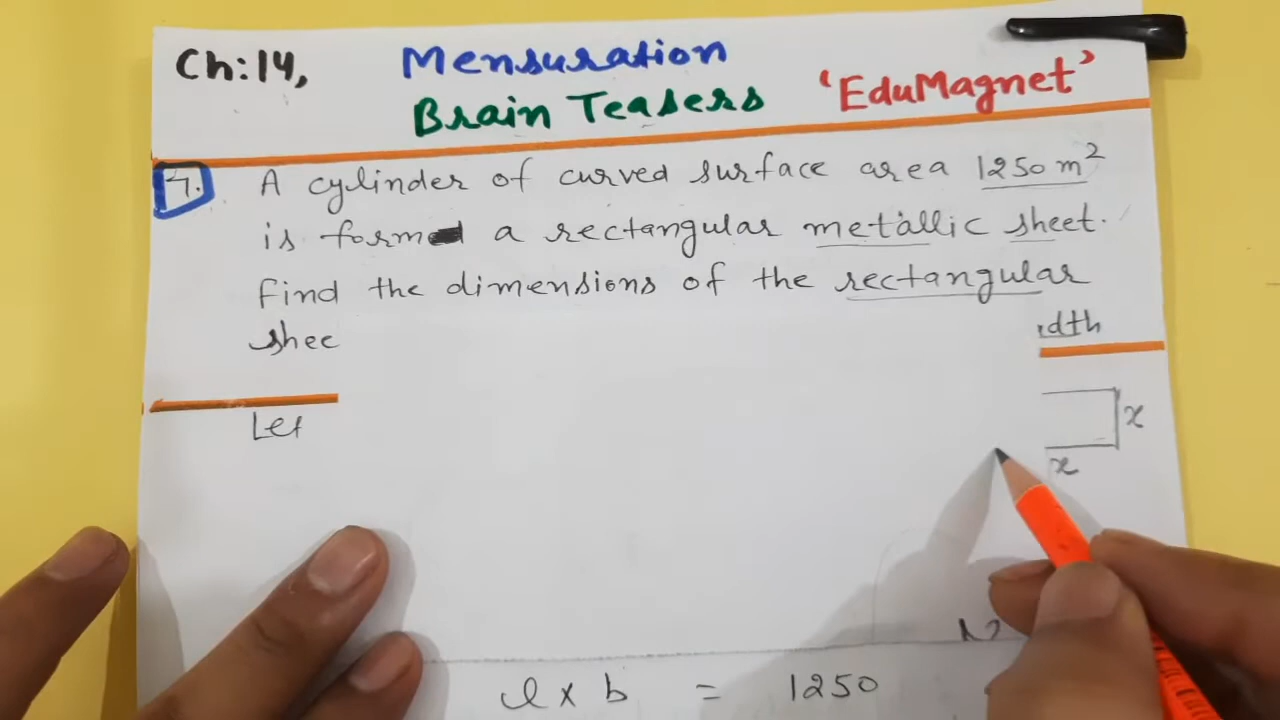 Ch:14, Mensuration
Brain Teasers 'EduMagnet'
7. A cylinder of curved surface area 1250 m²
is form a rectangular metallic sheet.
Find the dimensions of the rectangular
shee dth
Let
x
x
l x b = 1250